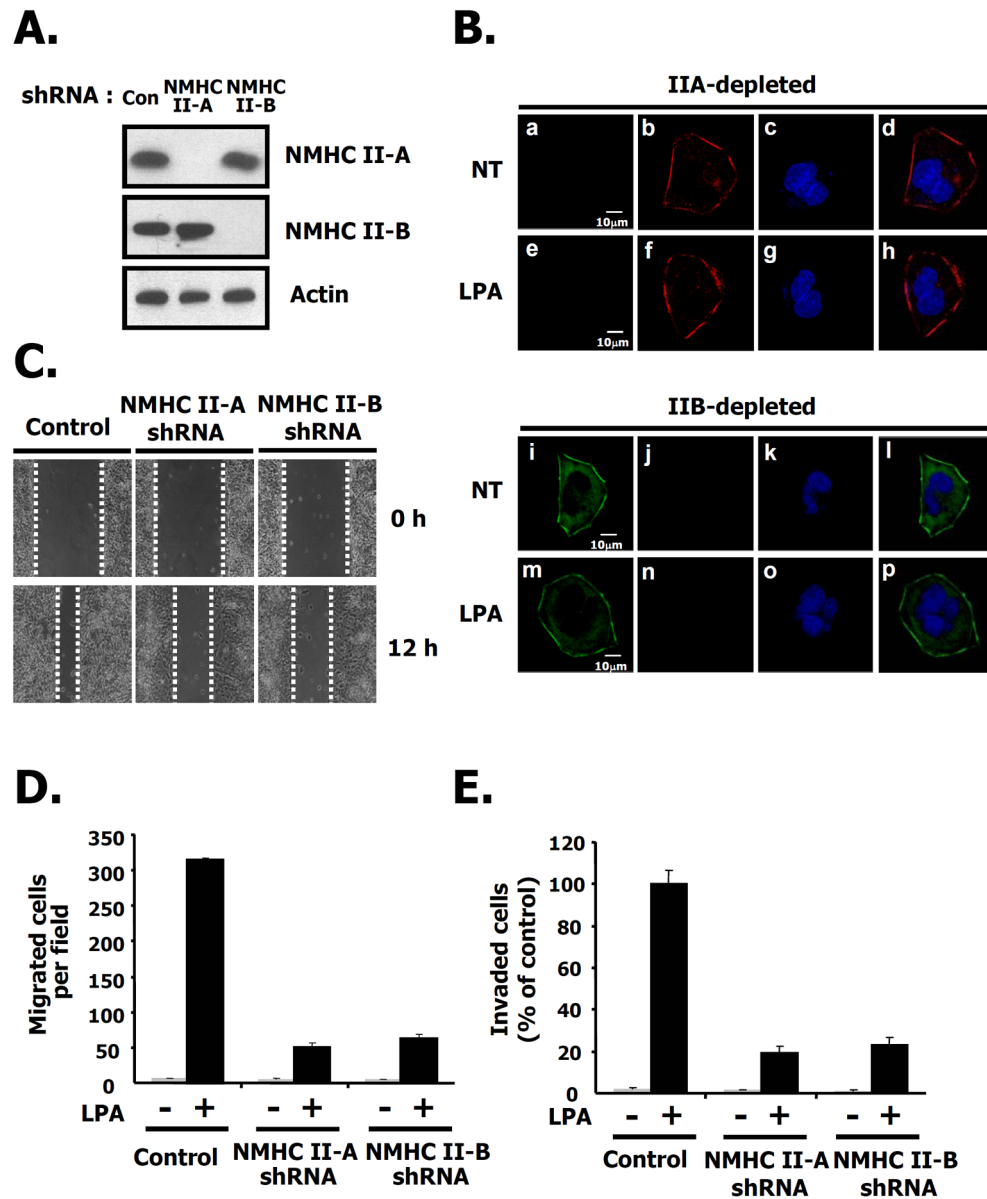 A.
shRNA : Con NMHC II-A NMHC II-B
NMHC II-A
NMHC II-B
Actin
B.
IIA-depleted
NT
a
10μm
b
c
d
LPA
e
10μm
f
g
h
IIB-depleted
NT
i
10μm
j
k
l
LPA
m
10μm
n
o
p
C.
Control
NMHC II-A
shRNA
NMHC II-B
shRNA
0 h
12 h
D.
Migrated cells
per field
350
300
250
200
150
100
50
0
LPA - + - + - +
Control
NMHC II-A
shRNA
NMHC II-B
shRNA
E.
Invaded cells
(% of control)
120
100
80
60
40
20
0
LPA - + - + - +
Control
NMHC II-A
shRNA
NMHC II-B
shRNA